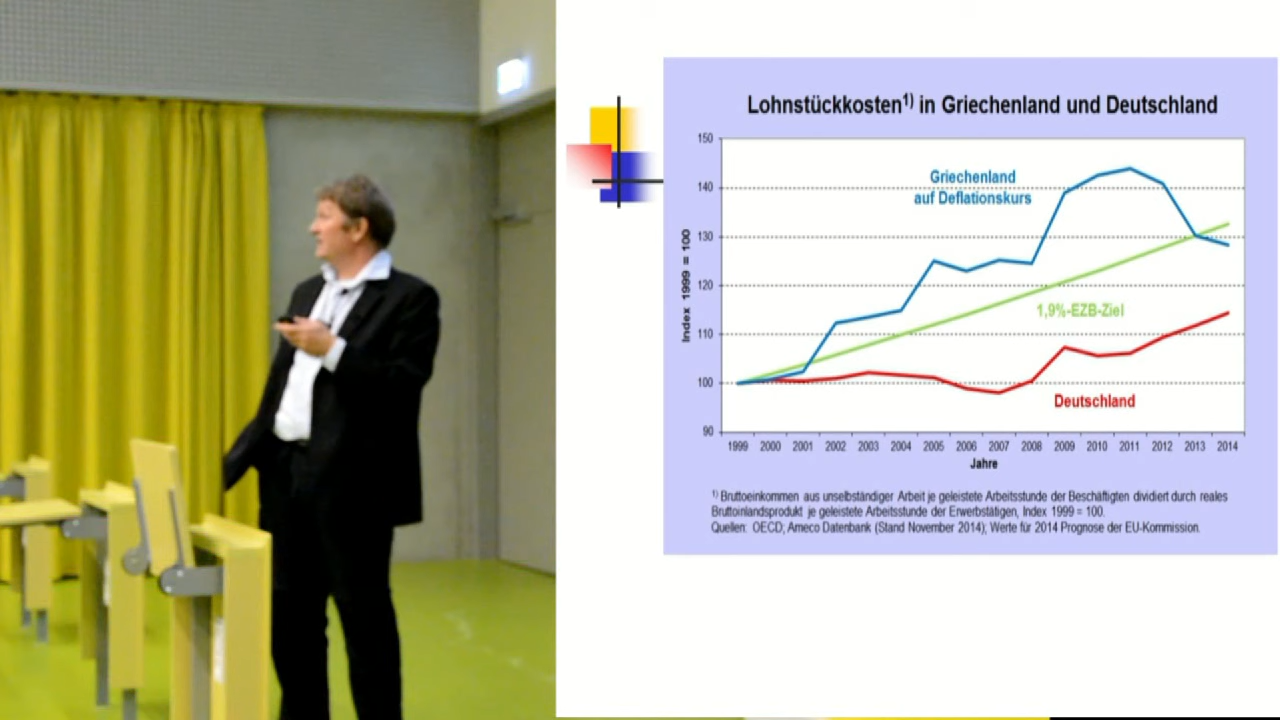 Lohnstückkosten1) in Griechenland und Deutschland
150
140
130
120
110
100
90
Index 1999 = 100
Griechenland
auf Deflationskurs
1,9%-EZB-Ziel
Deutschland
1999 2000 2001 2002 2003 2004 2005 2006 2007 2008 2009 2010 2011 2012 2013 2014
Jahre
1) Bruttoeinkommen aus unselbständiger Arbeit je geleistete Arbeitsstunde der Beschäftigten dividiert durch reales
Bruttoinlandsprodukt je geleistete Arbeitsstunde der Erwerbstätigen, Index 1999 = 100.
Quellen: OECD; Ameco Datenbank (Stand November 2014); Werte für 2014 Prognose der EU-Kommission.